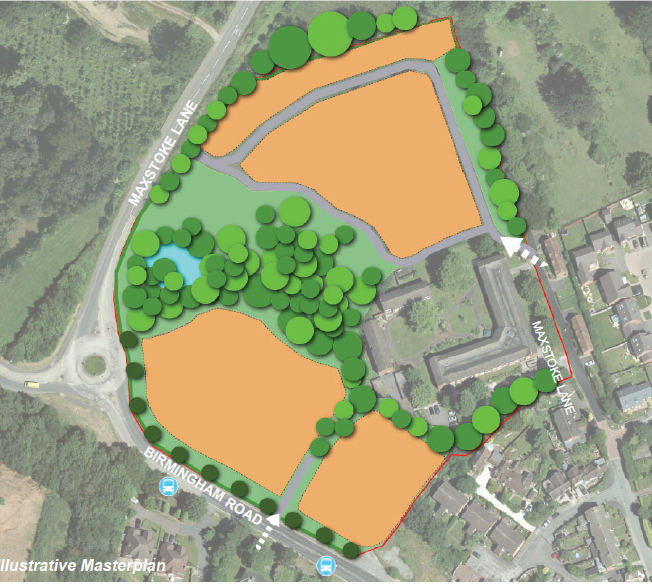 MAXSTOKE LANE
MAXSTOKE LANE
BIRMINGHAM ROAD
Illustrative Masterplan